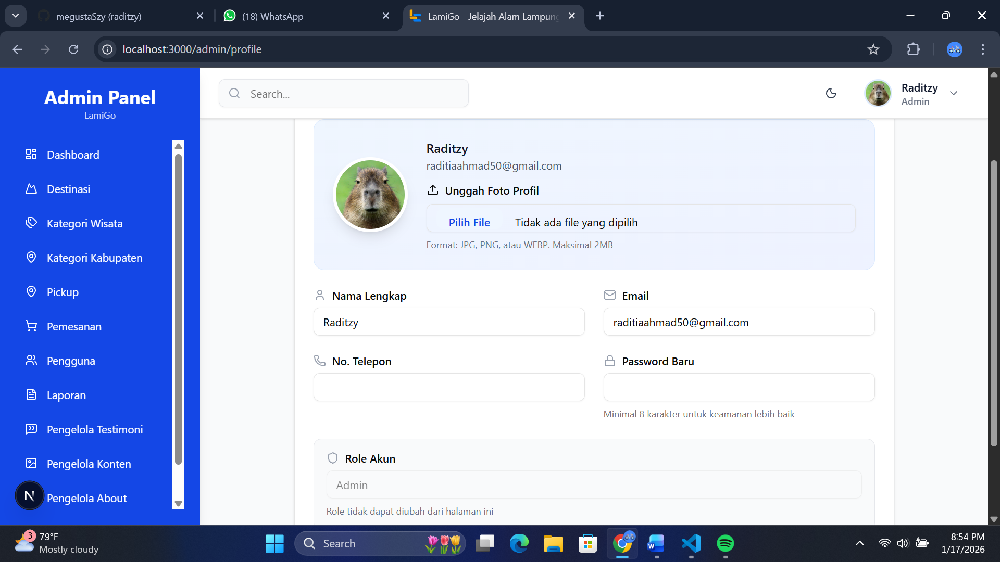 megustaSzy (raditzy)
(18) WhatsApp
LamiGo - Jelajah Alam Lampung
localhost:3000/admin/profile
Admin Panel
LamiGo
Dashboard
Destinasi
Kategori Wisata
Kategori Kabupaten
Pickup
Pemesanan
Pengguna
Laporan
Pengelola Testimoni
Pengelola Konten
N
Pengelola About
Search...
Raditzy
Admin
Raditzy
raditiaahmad50@gmail.com
Unggah Foto Profil
Pilih File Tidak ada file yang dipilih
Format: JPG, PNG, atau WEBP. Maksimal 2MB
Nama Lengkap
Raditzy
Email
raditiaahmad50@gmail.com
No. Telepon
Password Baru
Minimal 8 karakter untuk keamanan lebih baik
Role Akun
Admin
Role tidak dapat diubah dari halaman ini
3
79°F
Mostly cloudy
Search
W
8:54 PM
1/17/2026